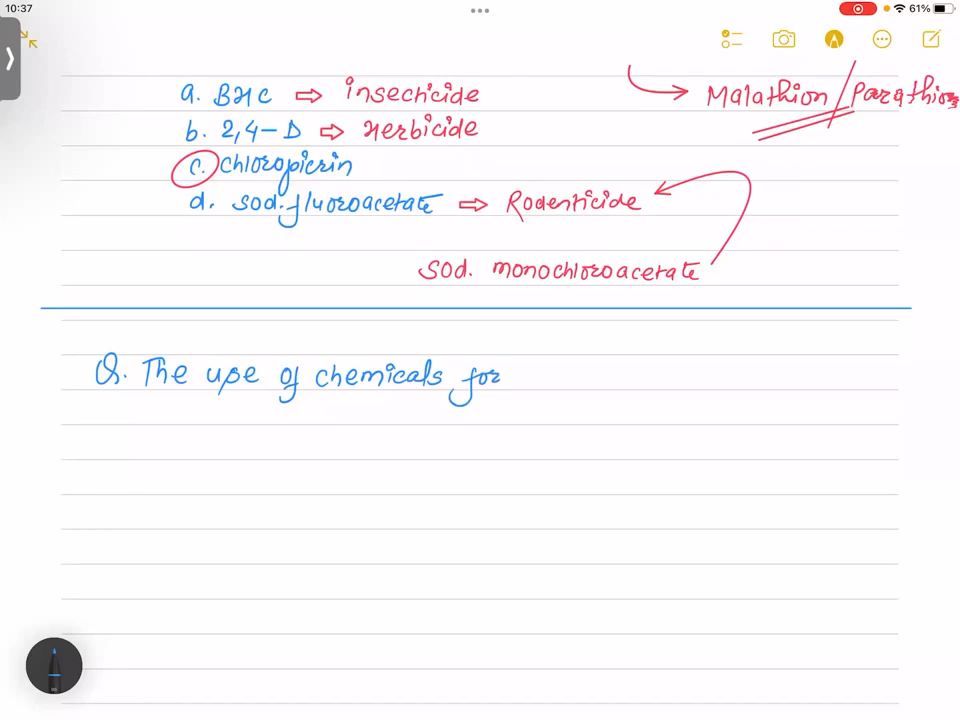 10:37
61%
a. BHC ⇨ insecticide
Malathion / Parathion
b. 2,4-D ⇨ Herbicide
c. chloropicrin
d. sod. fluoroacetate ⇨ Rodenticide
sod. monochloroacetate
Q. The use of chemicals for